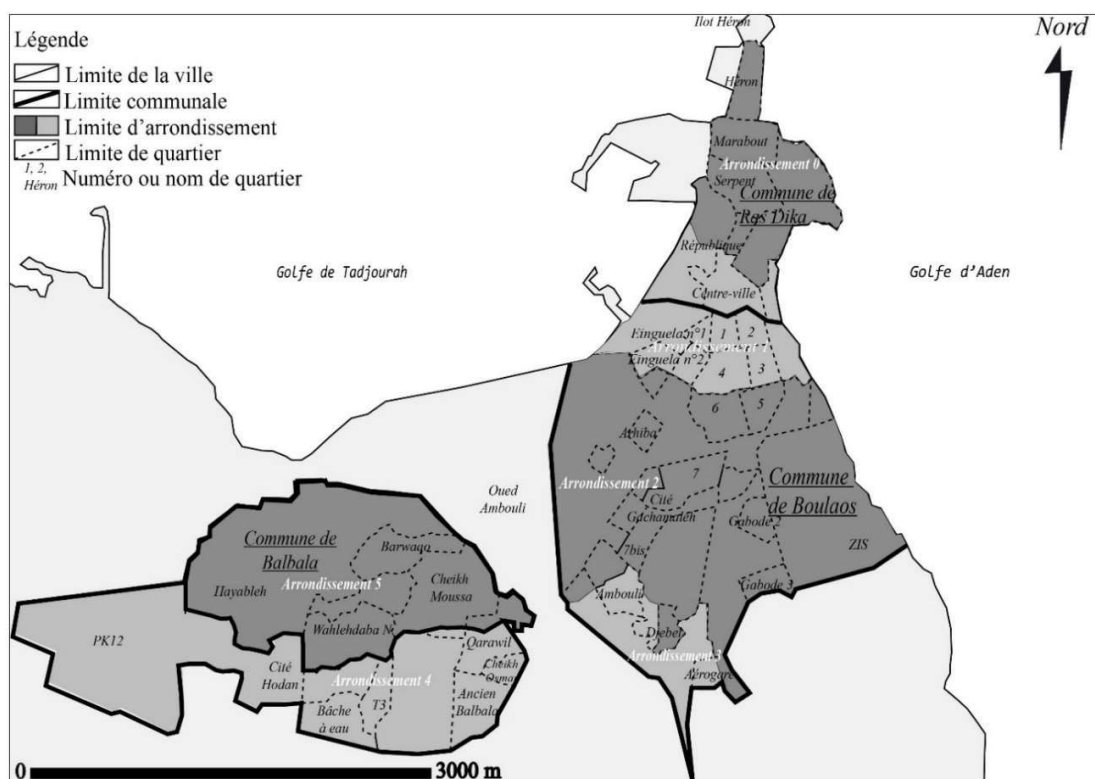 Légende
Limite de la ville
Limite communale
Limite d'arrondissement
Limite de quartier
1, 2,
Héron
Numéro ou nom de quartier
Nord
Ilot Héron
Héron
Marabout
Arrondissement 0
Serpent
Commune de
Ras Dika
République
Golfe de Tadjourah
Golfe d'Aden
Centre-ville
Einguela n°1
1
2
Arrondissement 1
Einguela n°2
4
3
6
5
Arhiba
Arrondissement 2
7
Cité
Gachamaleh
Commune
de Boulaos
Gabode 2
ZIS
7bis
Gabode 3
Ambouli
Djebel
Arrondissement 3
Aérogare
Oued
Ambouli
Commune de
Balbala
Barwaqo
Hayableh
Arrondissement 5
Cheikh
Moussa
Wahlehdaba N
PK12
Qarawil
Cité
Hodan
Arrondissement 4
Cheikh
Osman
Bâche
à eau
T3
Ancien
Balbala
0
3000 m